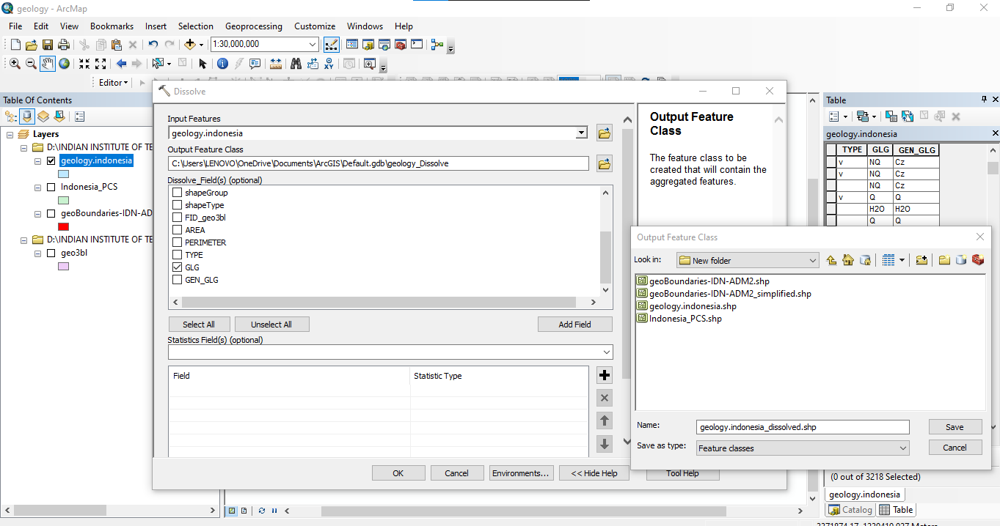 geology - ArcMap
File Edit View Bookmarks Insert Selection Geoprocessing Customize Windows Help
1:30,000,000
Editor
Table Of Contents
Layers
D:\INDIAN INSTITUTE OF TE
geology.indonesia
Indonesia_PCS
geoBoundaries-IDN-AD
D:\INDIAN INSTITUTE OF TE
geo3bl
Dissolve
Input Features
geology.indonesia
Output Feature Class
C:\Users\LENOVO\OneDrive\Documents\ArcGIS\Default.gdb\geology_Dissolve
Dissolve_Field(s) (optional)
shapeGroup
shapeType
FID_geo3bl
AREA
PERIMETER
TYPE
GLG
GEN_GLG
Select All Unselect All Add Field
Statistics Field(s) (optional)
Field Statistic Type
OK Cancel Environments... << Hide Help Tool Help
Output Feature
Class
The feature class to be
created that will contain the
aggregated features.
Table
geology.indonesia
TYPE GLG GEN_GLG
v NQ Cz
v NQ Cz
NQ Cz
v Q Q
H2O H2O
Q Q
Output Feature Class
Look in: New folder
geoBoundaries-IDN-ADM2.shp
geoBoundaries-IDN-ADM2_simplified.shp
geology.indonesia.shp
Indonesia_PCS.shp
Name: geology.indonesia_dissolved.shp Save
Save as type: Feature classes Cancel
(0 out of 3218 Selected)
geology.indonesia
Catalog Table